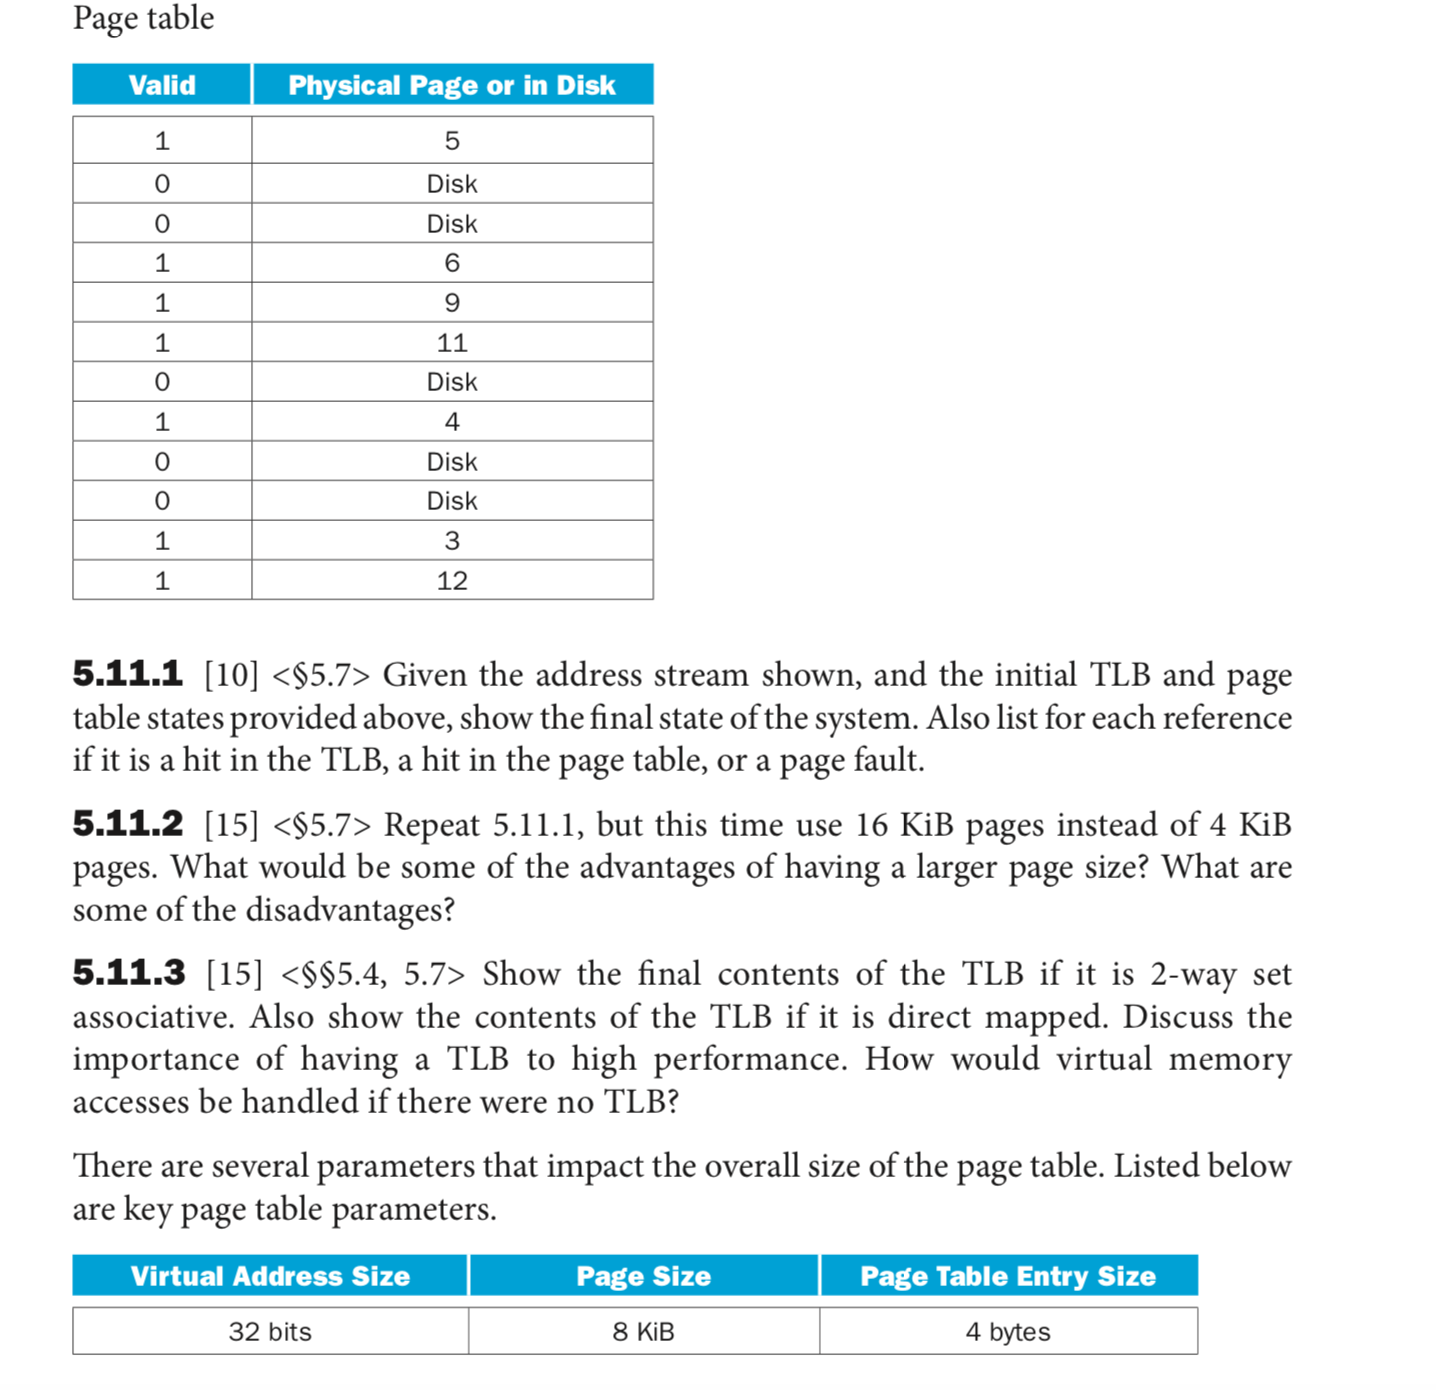 Page table
Valid Physical Page or in Disk
1 5
0 Disk
0 Disk
1 6
1 9
1 11
0 Disk
1 4
0 Disk
0 Disk
1 3
1 12
5.11.1 [10] <§5.7> Given the address stream shown, and the initial TLB and page
table states provided above, show the final state of the system. Also list for each reference
if it is a hit in the TLB, a hit in the page table, or a page fault.
5.11.2 [15] <§5.7> Repeat 5.11.1, but this time use 16 KiB pages instead of 4 KiB
pages. What would be some of the advantages of having a larger page size? What are
some of the disadvantages?
5.11.3 [15] <§§5.4, 5.7> Show the final contents of the TLB if it is 2-way set
associative. Also show the contents of the TLB if it is direct mapped. Discuss the
importance of having a TLB to high performance. How would virtual memory
accesses be handled if there were no TLB?
There are several parameters that impact the overall size of the page table. Listed below
are key page table parameters.
Virtual Address Size Page Size Page Table Entry Size
32 bits 8 KiB 4 bytes